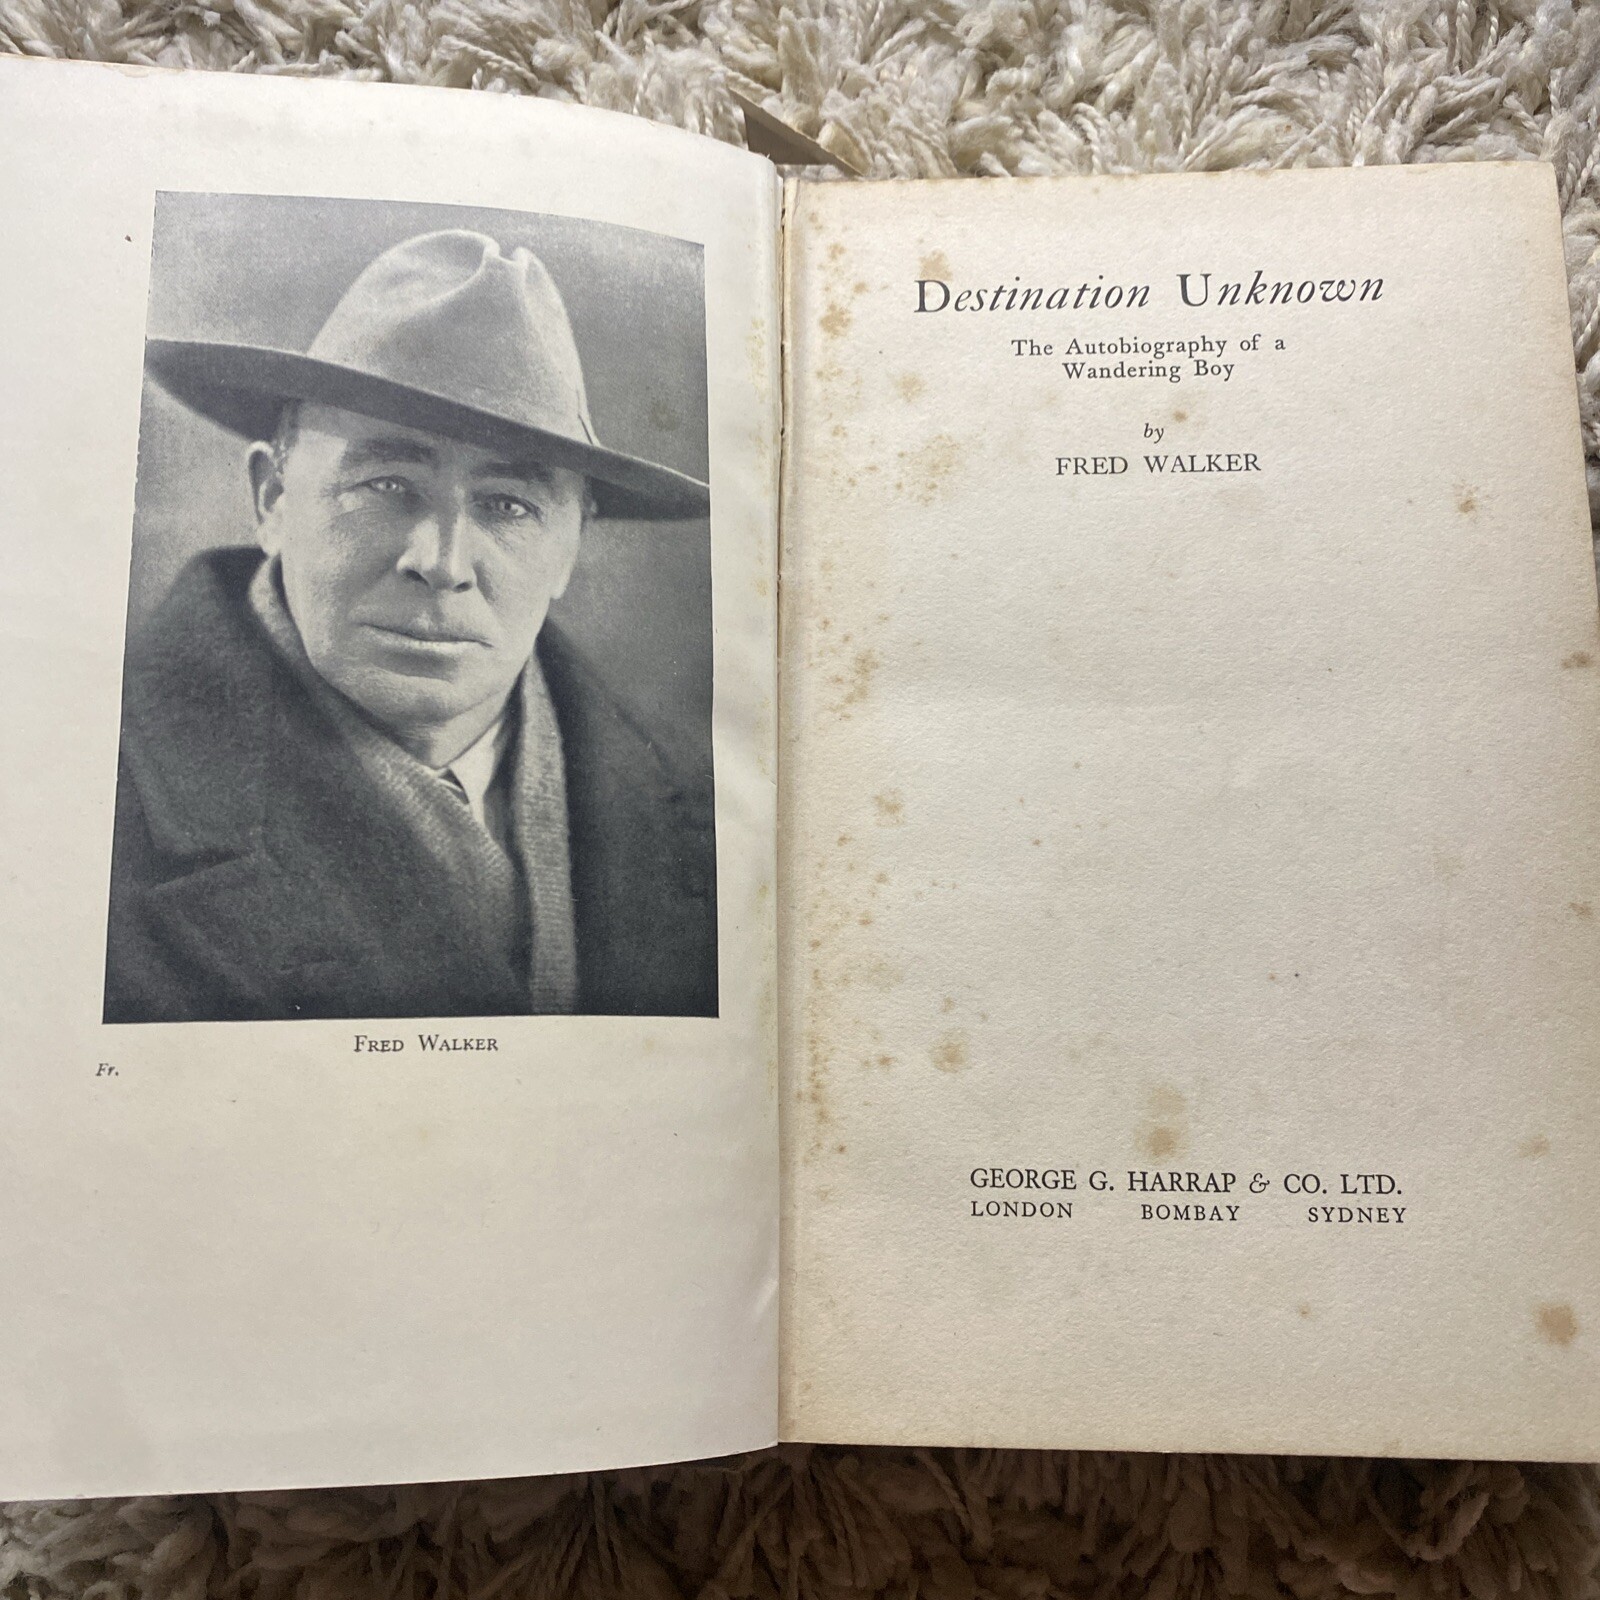 FRED WALKER
Fr.
Destination Unknown
The Autobiography of a
Wandering Boy
by
FRED WALKER
GEORGE G. HARRAP & CO. LTD.
LONDON BOMBAY SYDNEY